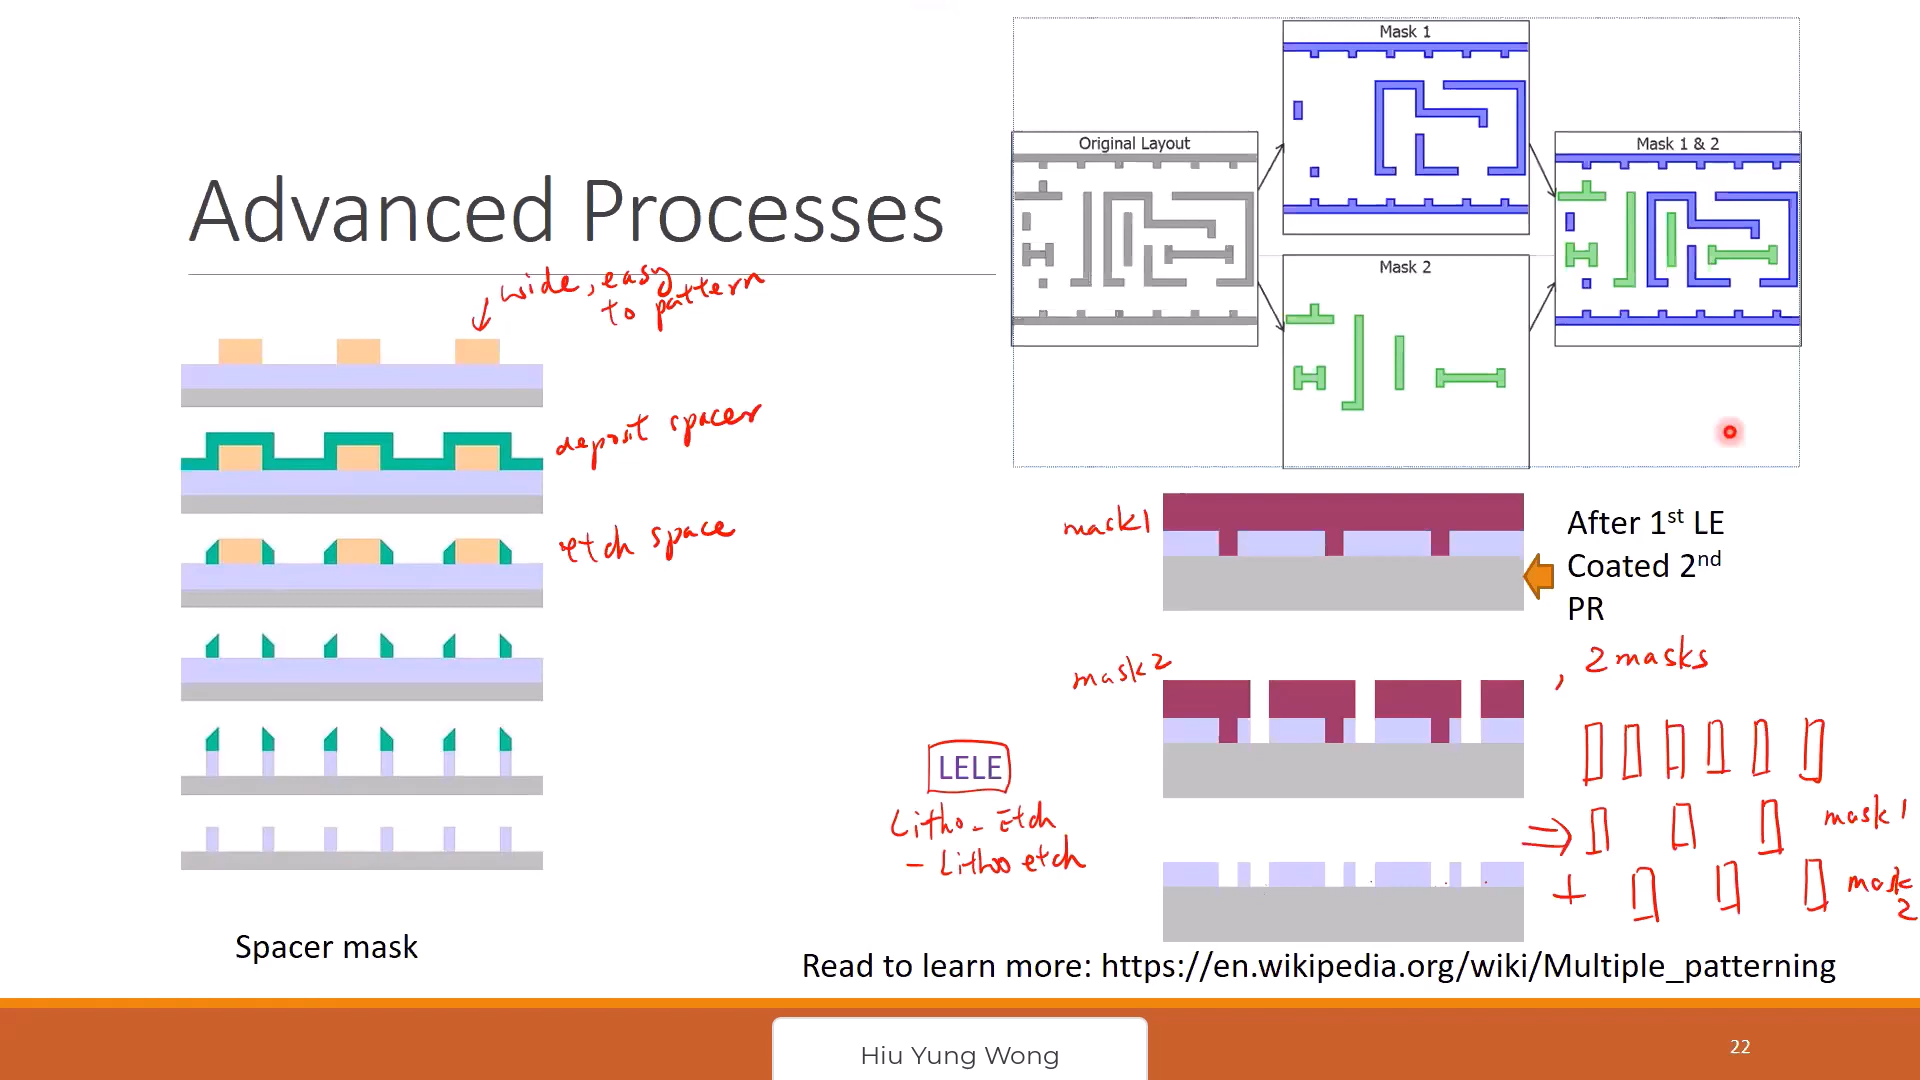 Advanced Processes
wide, easy
to pattern
deposit spacer
etch space
Spacer mask
Mask 1
Original Layout
Mask 1 & 2
Mask 2
mask1
After 1st LE
Coated 2nd
PR
mask2
, 2 masks
LELE
Litho - Etch
- Litho etch
mask 1
mask
2
Read to learn more: https://en.wikipedia.org/wiki/Multiple_patterning
Hiu Yung Wong
22